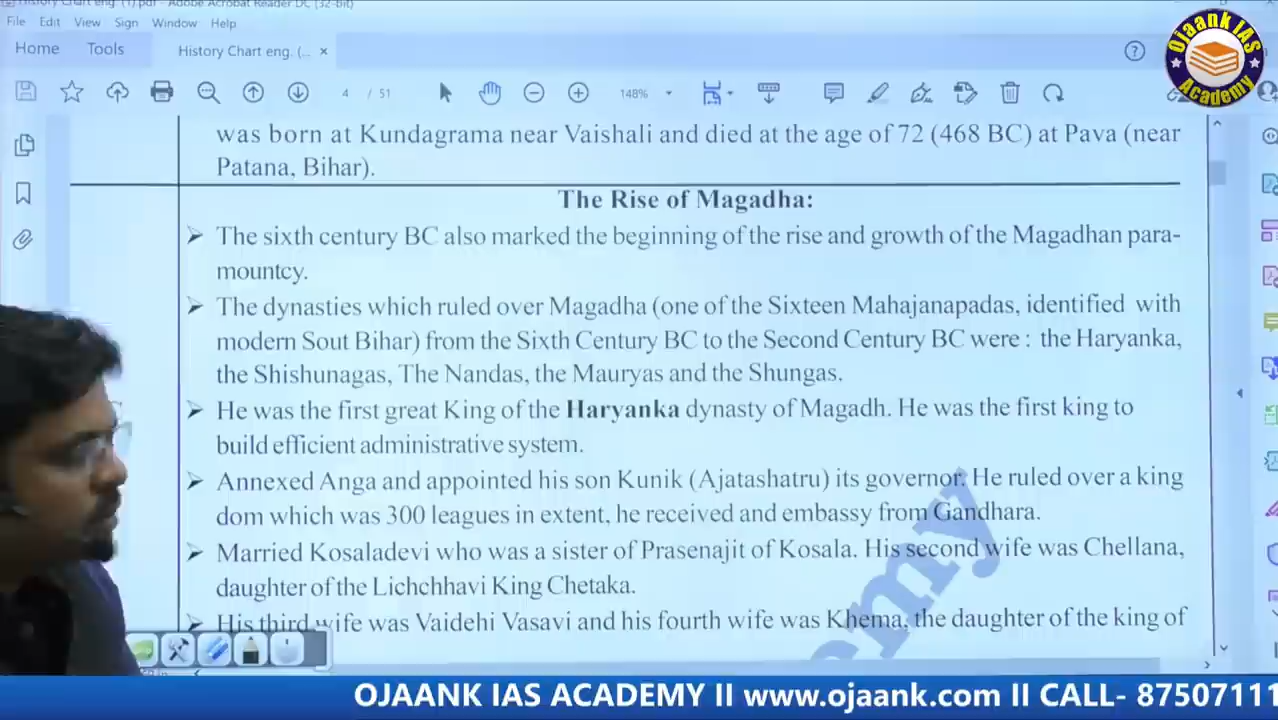 History Chart eng. (1).pdf - Adobe Acrobat Reader DC (32-bit)
File Edit View Sign Window Help
Home Tools History Chart eng. (... ×
4 / 51 148%
Ojaank IAS Academy
was born at Kundagrama near Vaishali and died at the age of 72 (468 BC) at Pava (near
Patana, Bihar).
The Rise of Magadha:
➢ The sixth century BC also marked the beginning of the rise and growth of the Magadhan para-
mountcy.
➢ The dynasties which ruled over Magadha (one of the Sixteen Mahajanapadas, identified with
modern Sout Bihar) from the Sixth Century BC to the Second Century BC were : the Haryanka,
the Shishunagas, The Nandas, the Mauryas and the Shungas.
➢ He was the first great King of the Haryanka dynasty of Magadh. He was the first king to
build efficient administrative system.
➢ Annexed Anga and appointed his son Kunik (Ajatashatru) its governor. He ruled over a king
dom which was 300 leagues in extent, he received and embassy from Gandhara.
➢ Married Kosaladevi who was a sister of Prasenajit of Kosala. His second wife was Chellana,
daughter of the Lichchhavi King Chetaka.
➢ His third wife was Vaidehi Vasavi and his fourth wife was Khema, the daughter of the king of
emy
OJAANK IAS ACADEMY II www.ojaank.com II CALL- 87507111